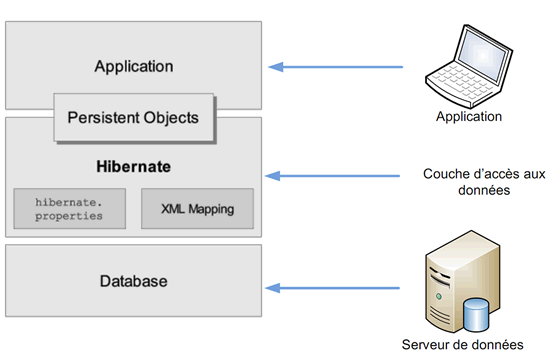 Application
Persistent Objects
Hibernate
hibernate.
properties
XML Mapping
Database
Application
Couche d'accès aux
données
Serveur de données